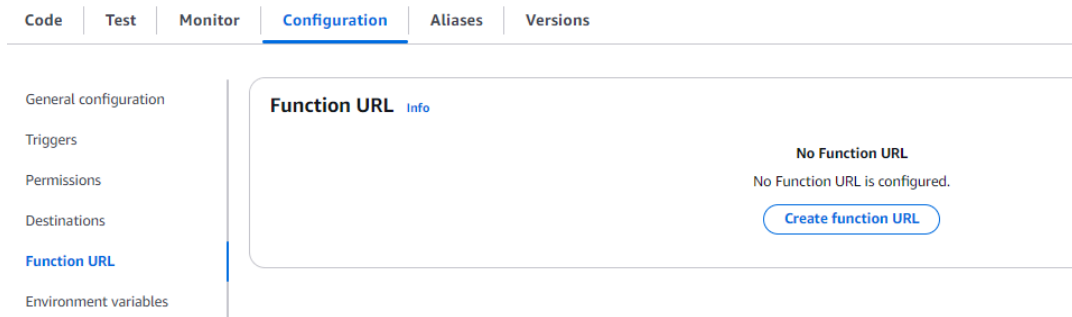 Code Test Monitor Configuration Aliases Versions
General configuration
Triggers
Permissions
Destinations
Function URL
Environment variables
Function URL Info
No Function URL
No Function URL is configured.
Create function URL